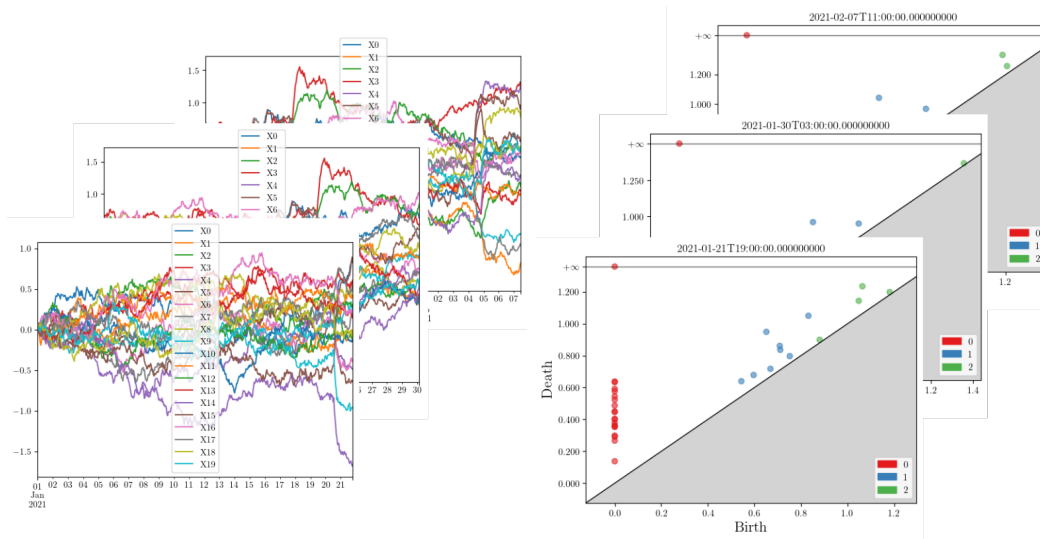 X0
X1
X2
X3
X4
X5
X6
1.5
1.0
02 03 04 05 06 07
X0
X1
X2
X3
X4
X5
X6
1.5
1.0
27 28 29 30
X0
X1
X2
X3
X4
X5
X6
X7
X8
X9
X10
X11
X12
X13
X14
X15
X16
X17
X18
X19
1.0
0.5
0.0
−0.5
−1.0
−1.5
01 02 03 04 05 06 07 08 09 10 11 12 13 14 15 16 17 18 19 20 21
Jan
2021
2021-02-07T11:00:00.000000000
+∞
1.200
1.000
0
1
2
1.2
2021-01-30T03:00:00.000000000
+∞
1.250
1.000
0
1
2
1.2 1.4
2021-01-21T19:00:00.000000000
+∞
1.200
1.000
0.800
0.600
0.400
0.200
0.000
Death
0
1
2
0.0 0.2 0.4 0.6 0.8 1.0 1.2
Birth